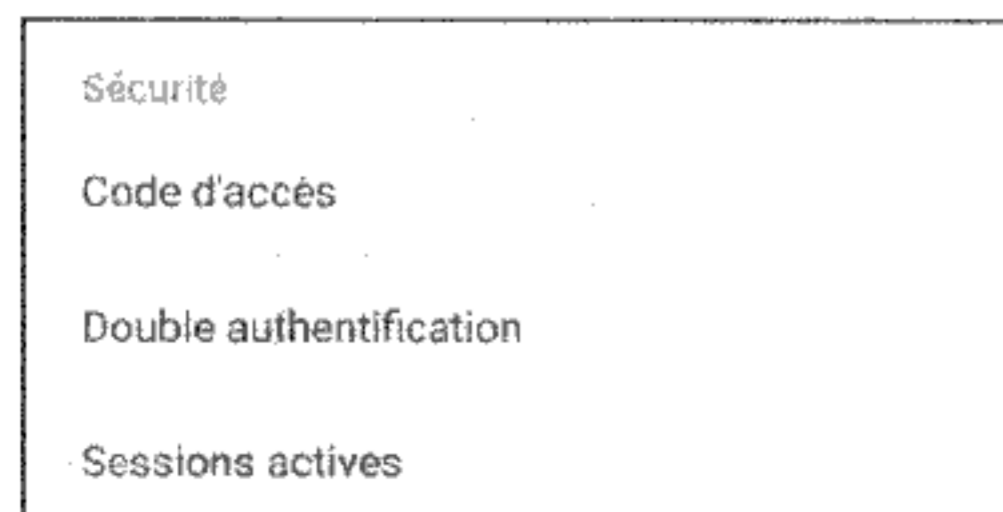 Sécurité
Code d'accès
Double authentification
Sessions actives